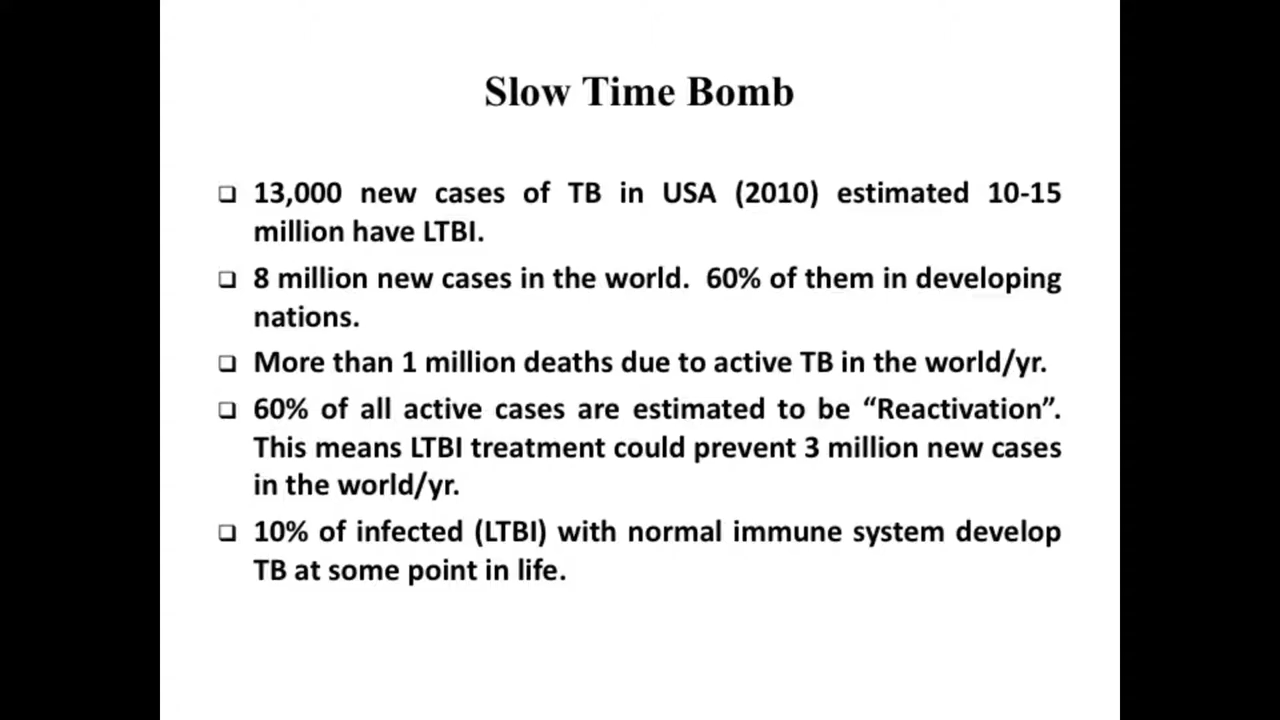 Slow Time Bomb
13,000 new cases of TB in USA (2010) estimated 10-15
million have LTBI.
8 million new cases in the world.  60% of them in developing
nations.
More than 1 million deaths due to active TB in the world/yr.
60% of all active cases are estimated to be “Reactivation”.
This means LTBI treatment could prevent 3 million new cases
in the world/yr.
10% of infected (LTBI) with normal immune system develop
TB at some point in life.